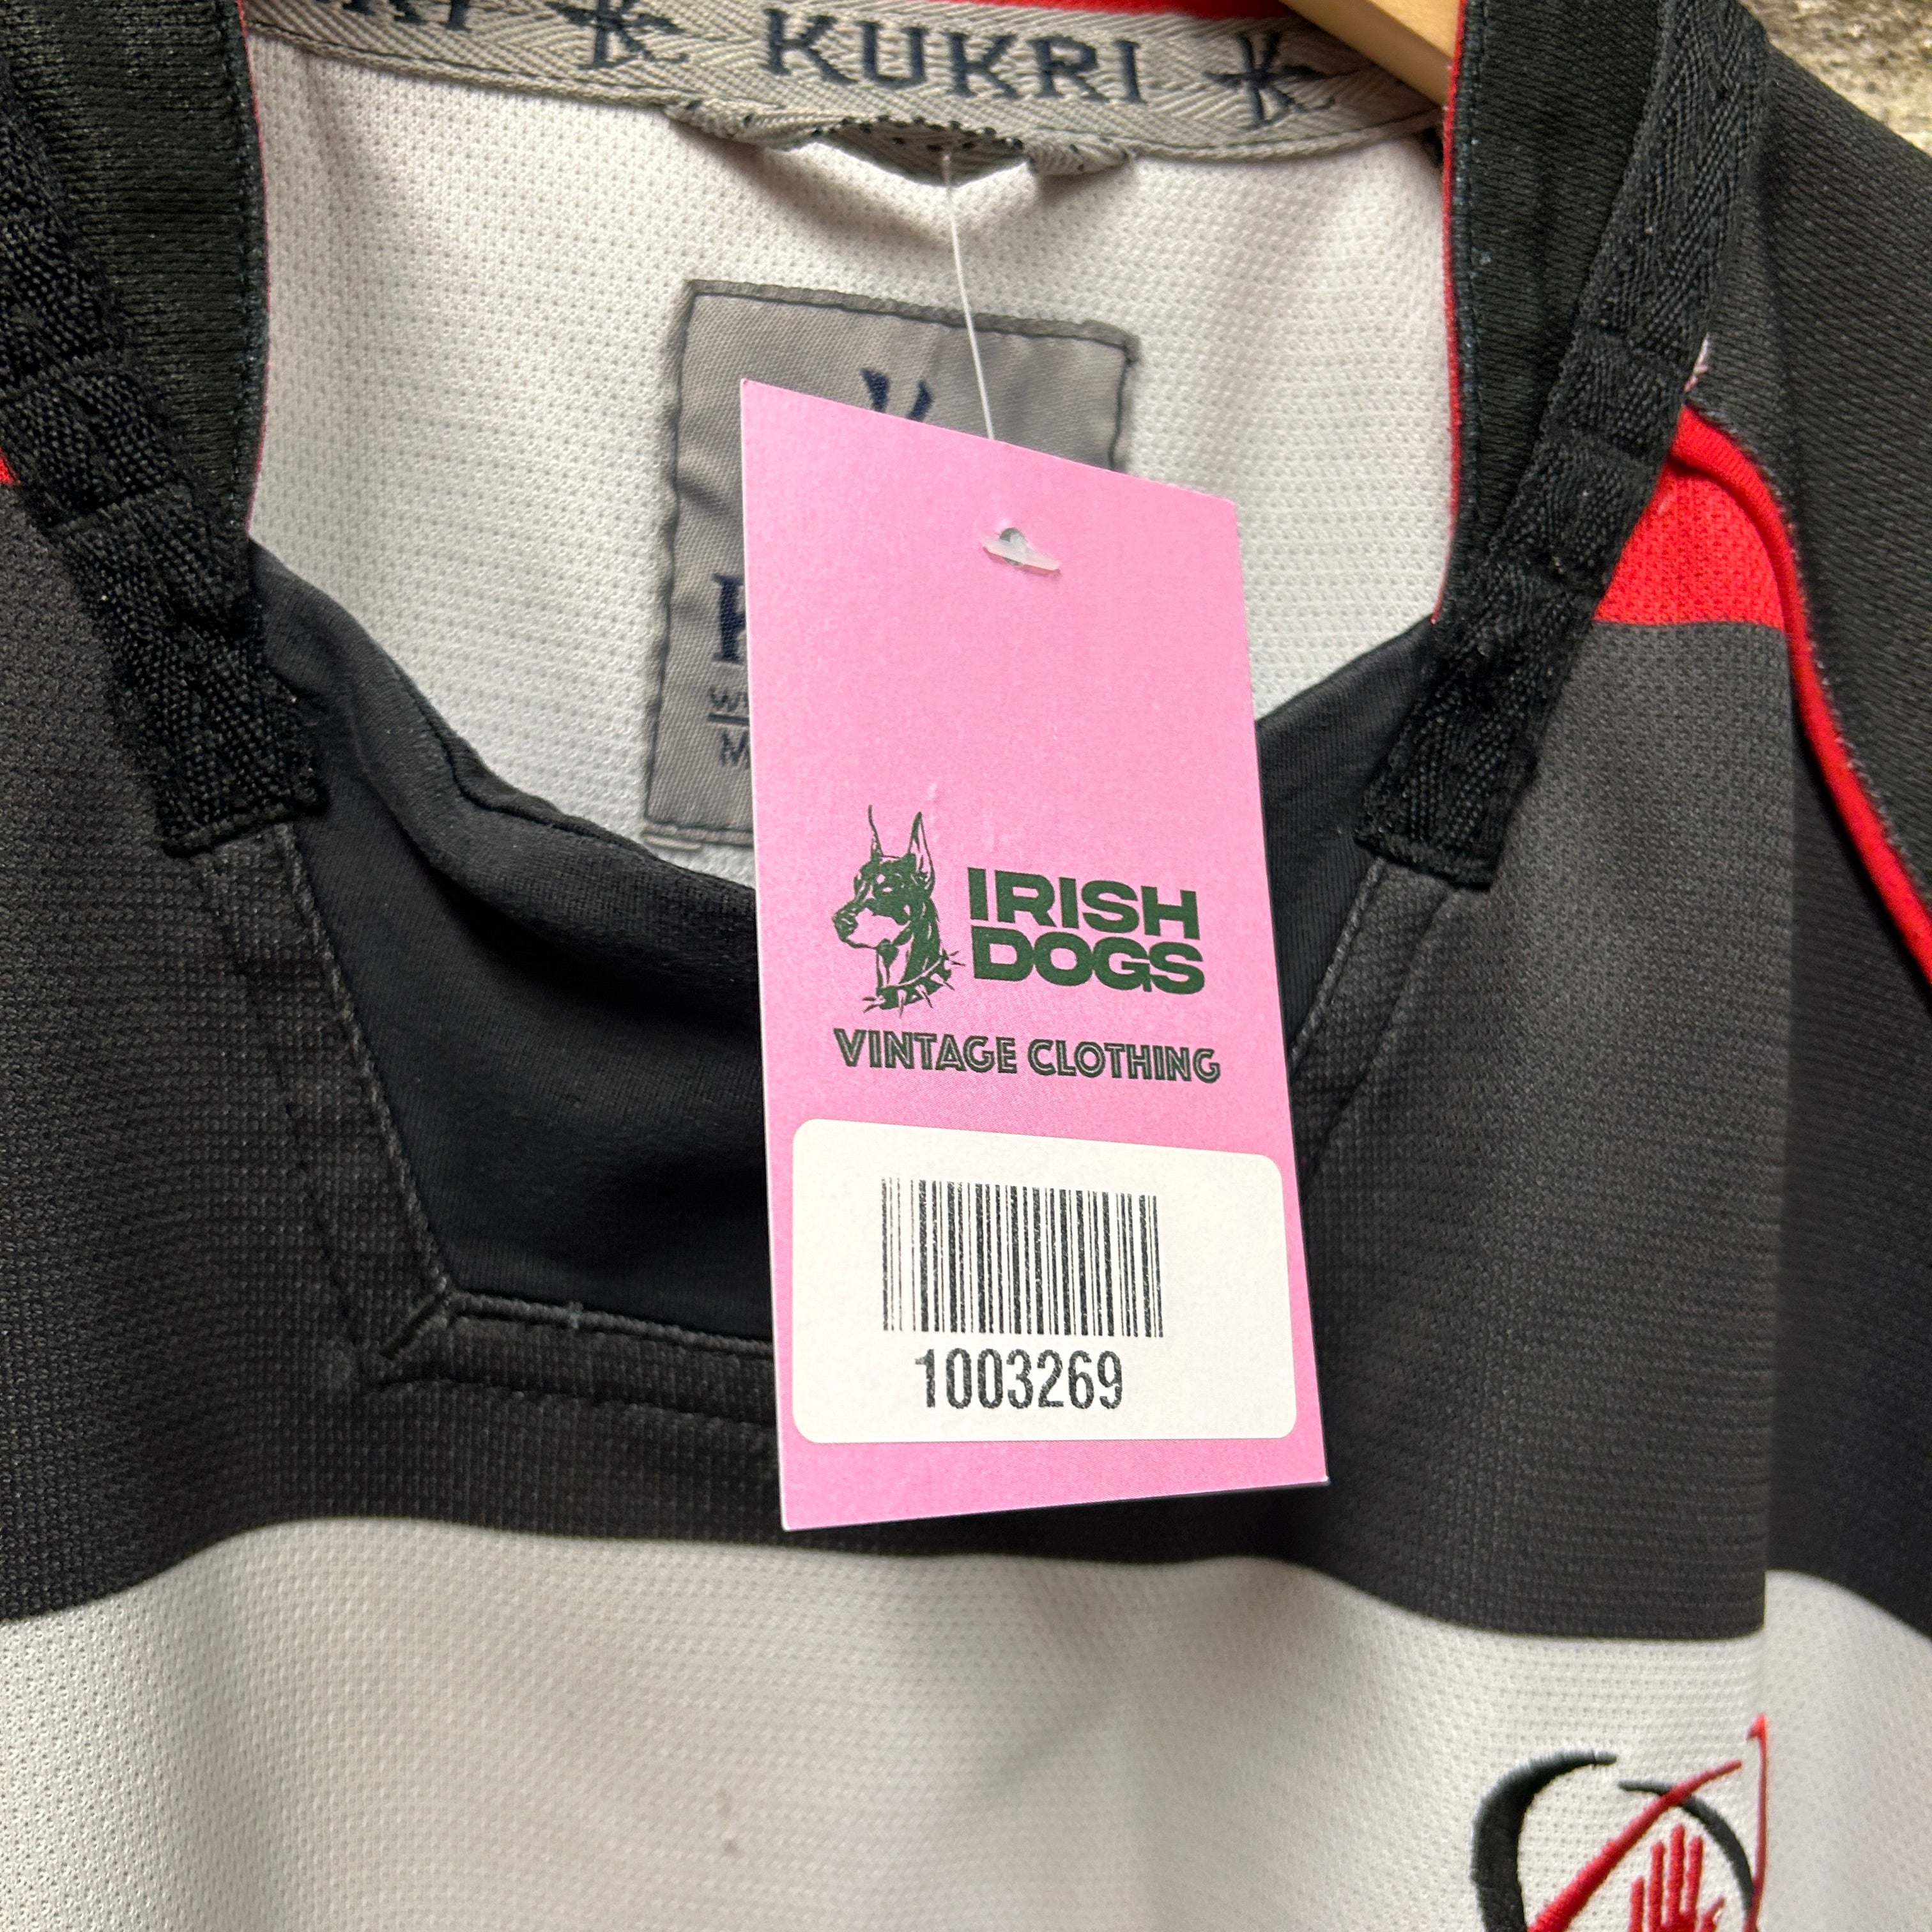 KUKRI
IRISH
DOGS
VINTAGE CLOTHING
1003269